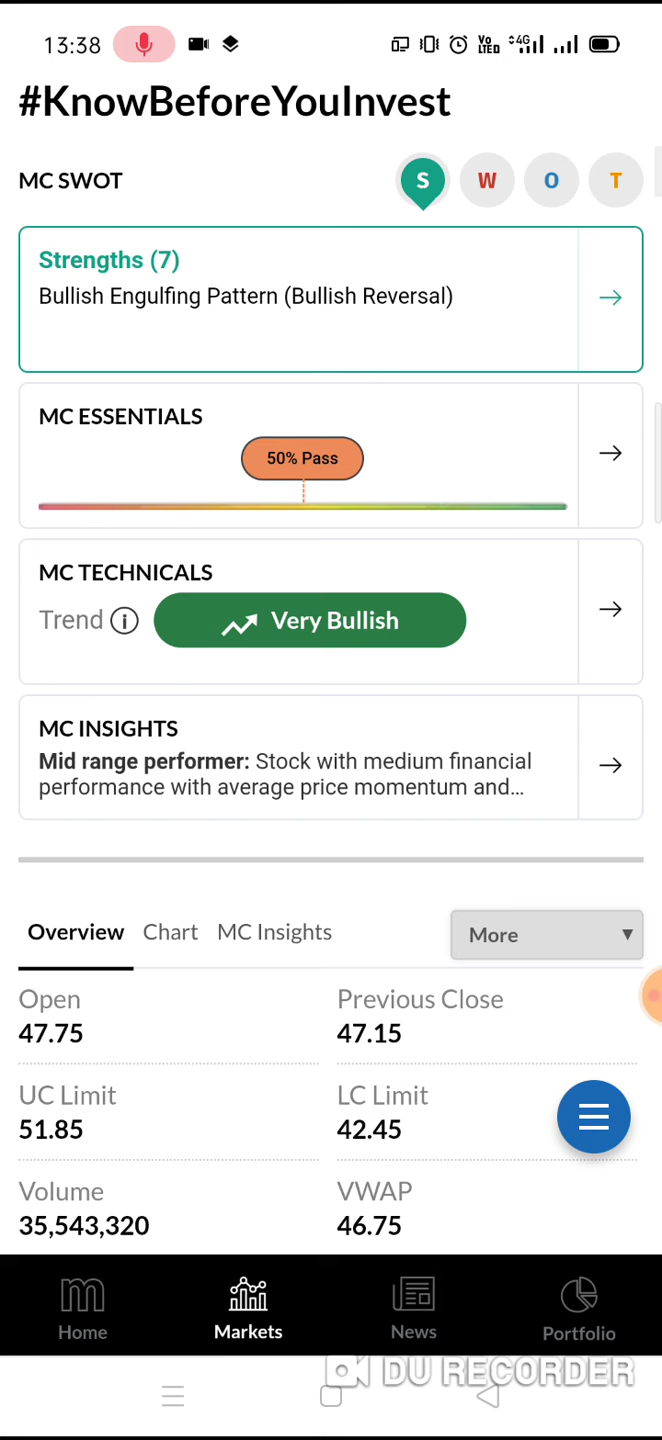 13:38
Vo
LTED
4G
#KnowBeforeYouInvest
MC SWOT
S W O T
Strengths (7)
Bullish Engulfing Pattern (Bullish Reversal)
MC ESSENTIALS
50% Pass
MC TECHNICALS
Trend i Very Bullish
MC INSIGHTS
Mid range performer: Stock with medium financial
performance with average price momentum and...
Overview Chart MC Insights More
Open Previous Close
47.75 47.15
UC Limit LC Limit
51.85 42.45
Volume VWAP
35,543,320 46.75
Home Markets News Portfolio
DU RECORDER